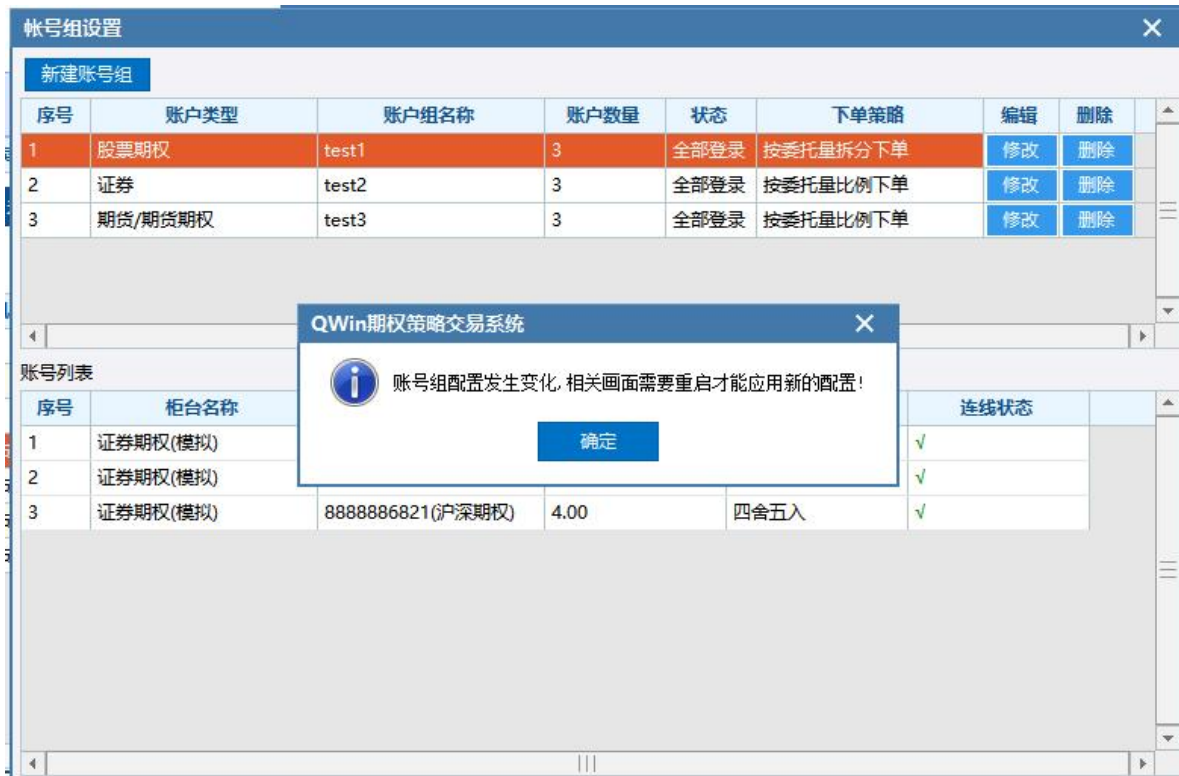 帐号组设置
新建账号组
序号 账户类型 账户组名称 账户数量 状态 下单策略 编辑 删除
1 股票期权 test1 3 全部登录 按委托量拆分下单 修改 删除
2 证券 test2 3 全部登录 按委托量比例下单 修改 删除
3 期货/期货期权 test3 3 全部登录 按委托量比例下单 修改 删除
QWin期权策略交易系统
账号组配置发生变化,相关画面需要重启才能应用新的配置!
确定
账号列表
序号 柜台名称 连线状态
1 证券期权(模拟) √
2 证券期权(模拟) √
3 证券期权(模拟) 8888886821(沪深期权) 4.00 四舍五入 √